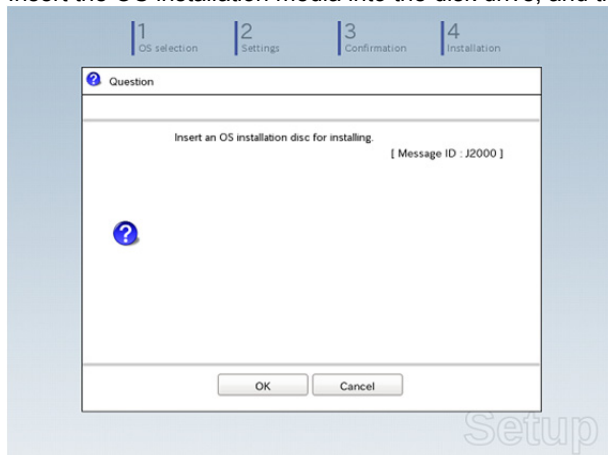 1
OS selection
2
Settings
3
Confirmation
4
Installation
Question
Insert an OS installation disc for installing.
[ Message ID : J2000 ]
OK
Cancel
Setup